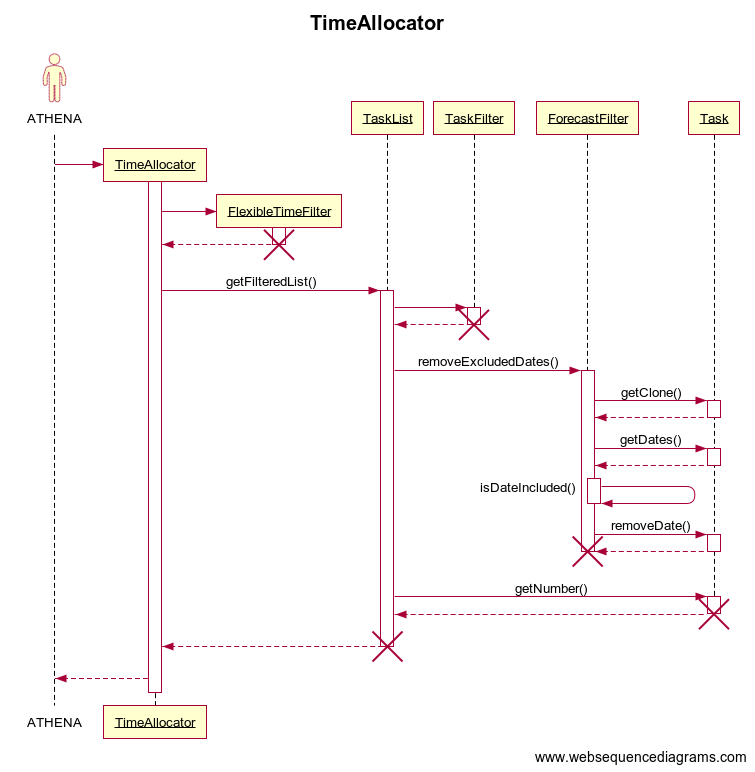 TimeAllocator
ATHENA
TaskList
TaskFilter
ForecastFilter
Task
TimeAllocator
FlexibleTimeFilter
getFilteredList()
removeExcludedDates()
getClone()
getDates()
isDateIncluded()
removeDate()
getNumber()
ATHENA
TimeAllocator
www.websequencediagrams.com